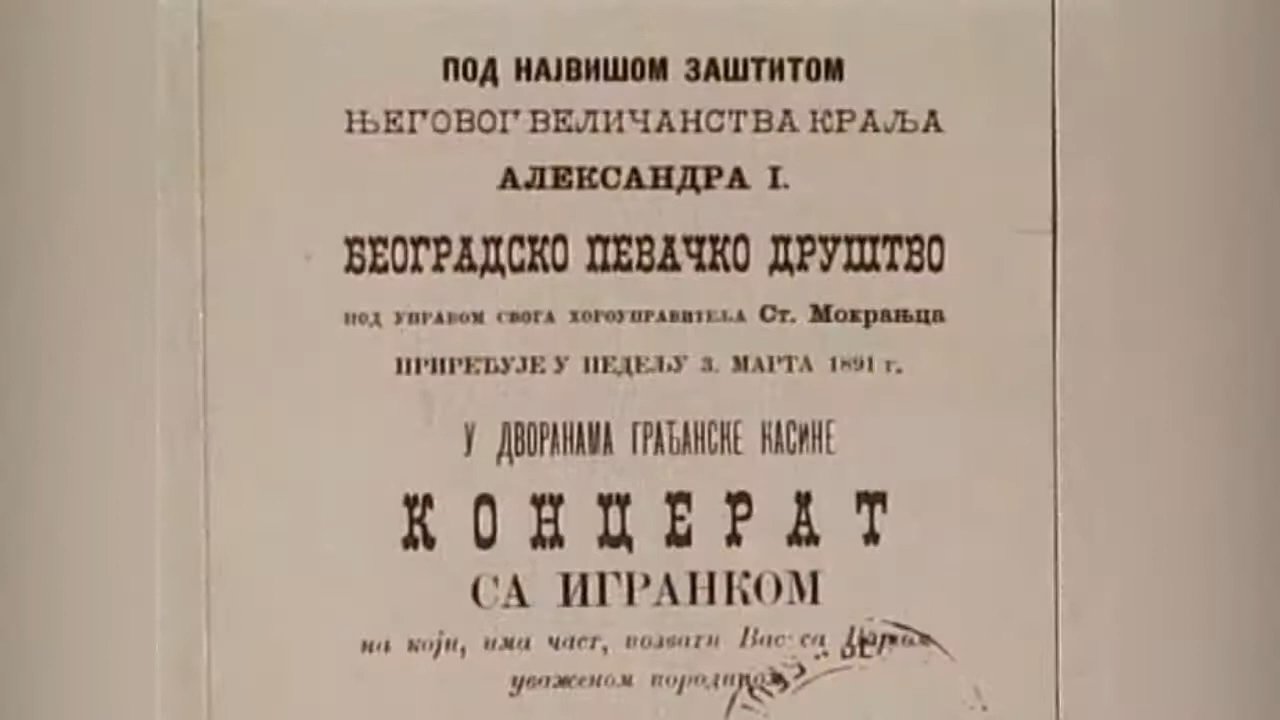 ПОД НАЈВИШОМ ЗАШТИТОМ
ЊЕГОВОГ ВЕЛИЧАНСТВА КРАЉА
АЛЕКСАНДРА I.
БЕОГРАДСКО ПЕВАЧКО ДРУШТВО
ПОД УПРАВОМ СВОГА ХОРОУПРАВИТЕЉА Ст. Мокрањца
ПРИРЕЂУЈЕ У НЕДЕЉУ 3. МАРТА 1891 г.
У ДВОРАНАМА ГРАЂАНСКЕ КАСИНЕ
КОНЦЕРАТ
СА ИГРАНКОМ
на који, има част, позвати Вас са
уваженом породицом